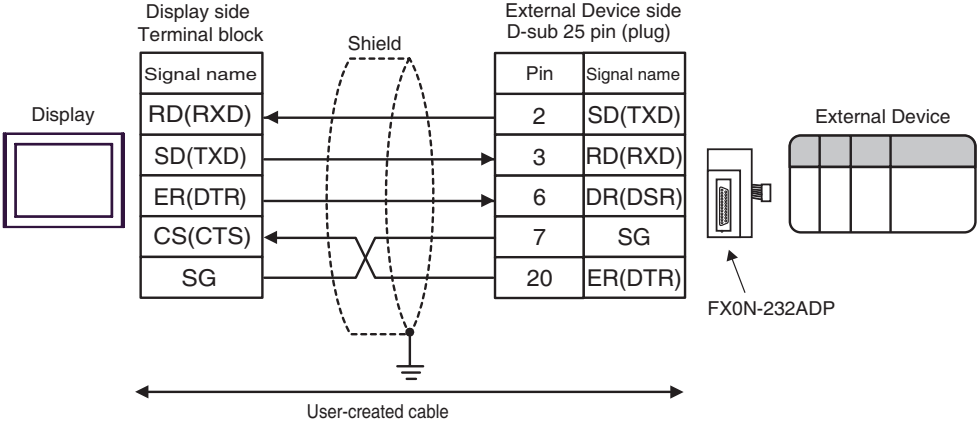 Display side
Terminal block
External Device side
D-sub 25 pin (plug)
Shield
Signal name
Pin
Signal name
RD(RXD)
2
SD(TXD)
SD(TXD)
3
RD(RXD)
ER(DTR)
6
DR(DSR)
CS(CTS)
7
SG
SG
20
ER(DTR)
Display
External Device
FX0N-232ADP
User-created cable